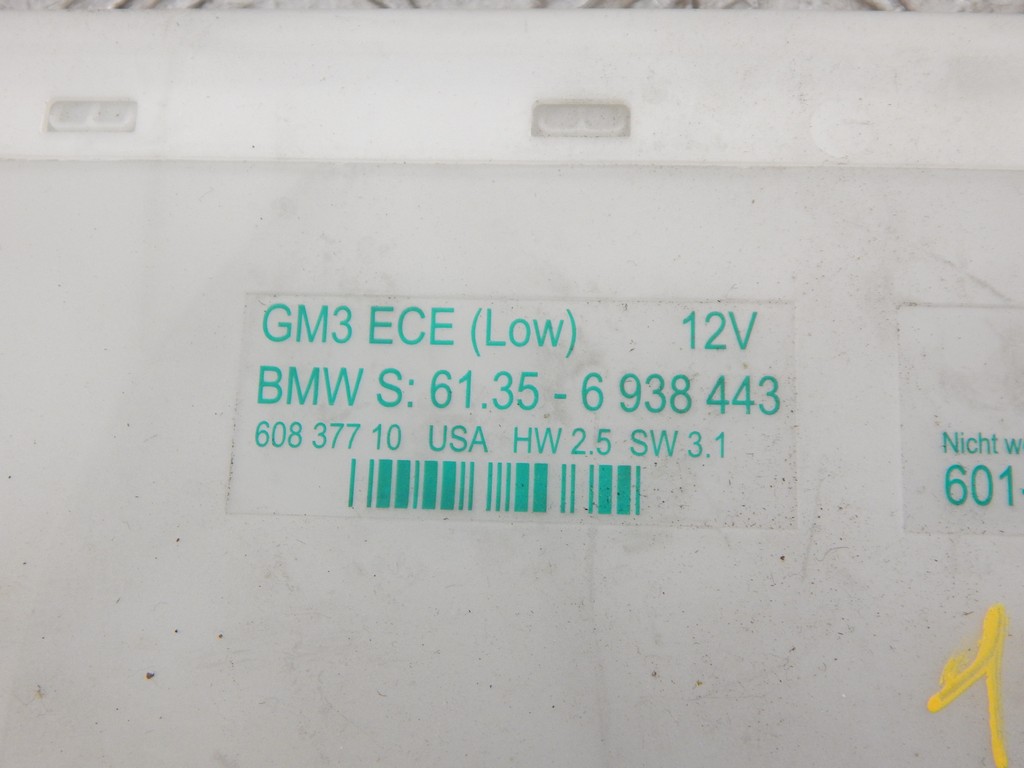 GM3 ECE (Low) 12V
BMW S: 61.35 - 6 938 443
608 377 10 USA HW 2.5 SW 3.1
Nicht
601
1